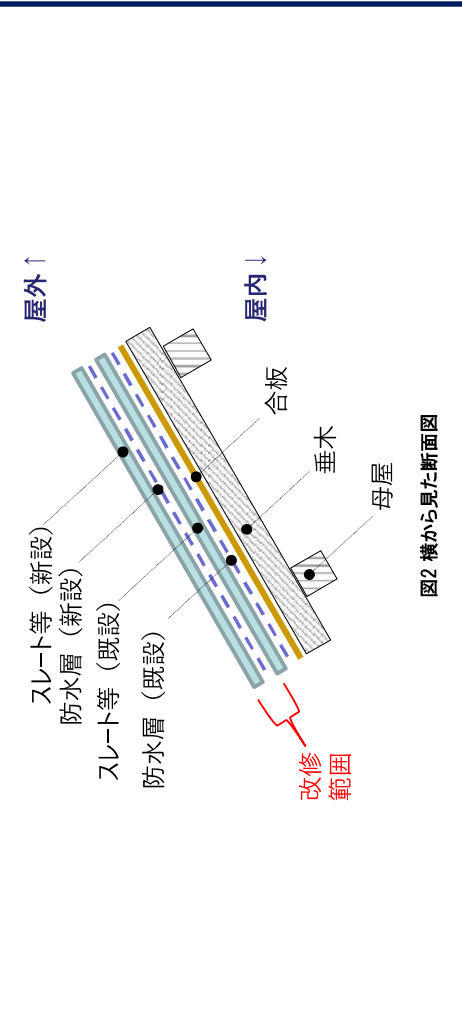 屋外↑
スレート等（新設）
防水層（新設）
スレート等（既設）
防水層（既設）
屋内↓
合板
垂木
母屋
改修
範囲
図2 横から見た断面図